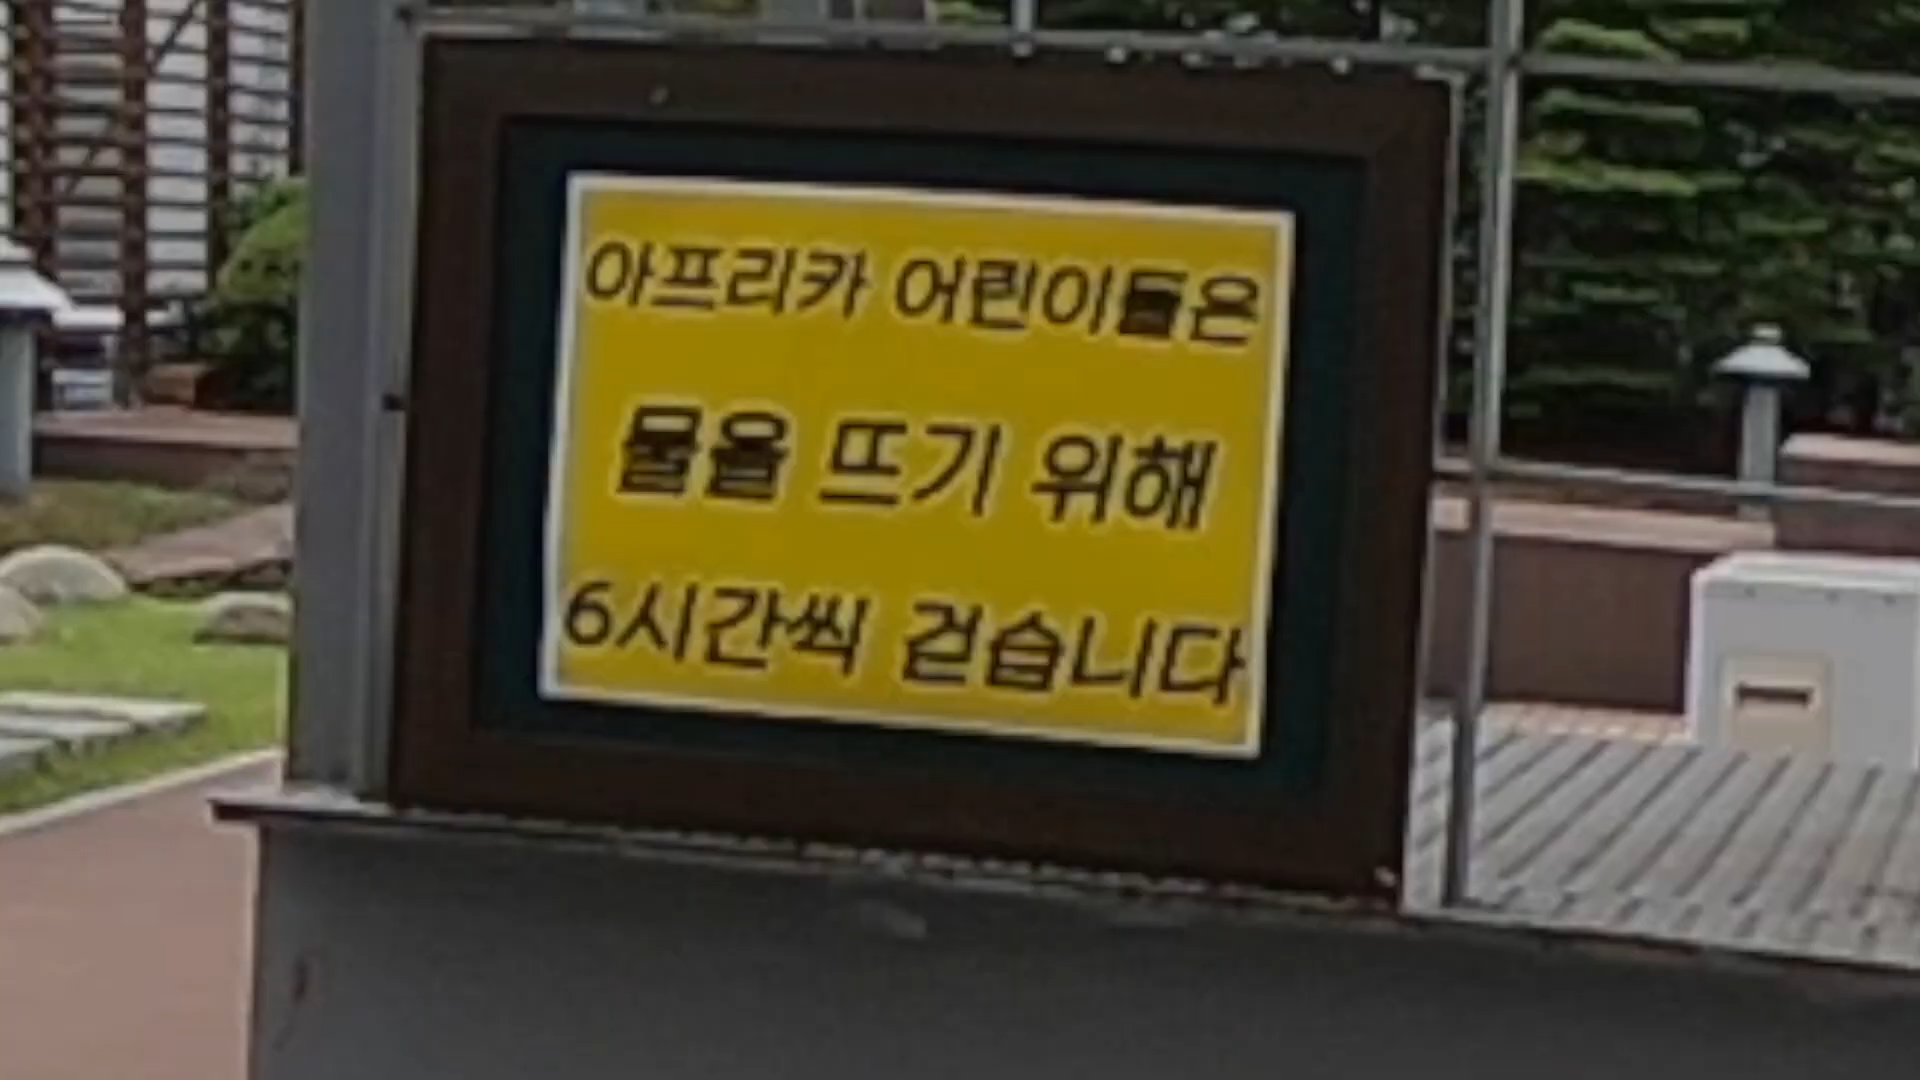 아프리카 어린이들은
물을 뜨기 위해
6시간씩 걷습니다